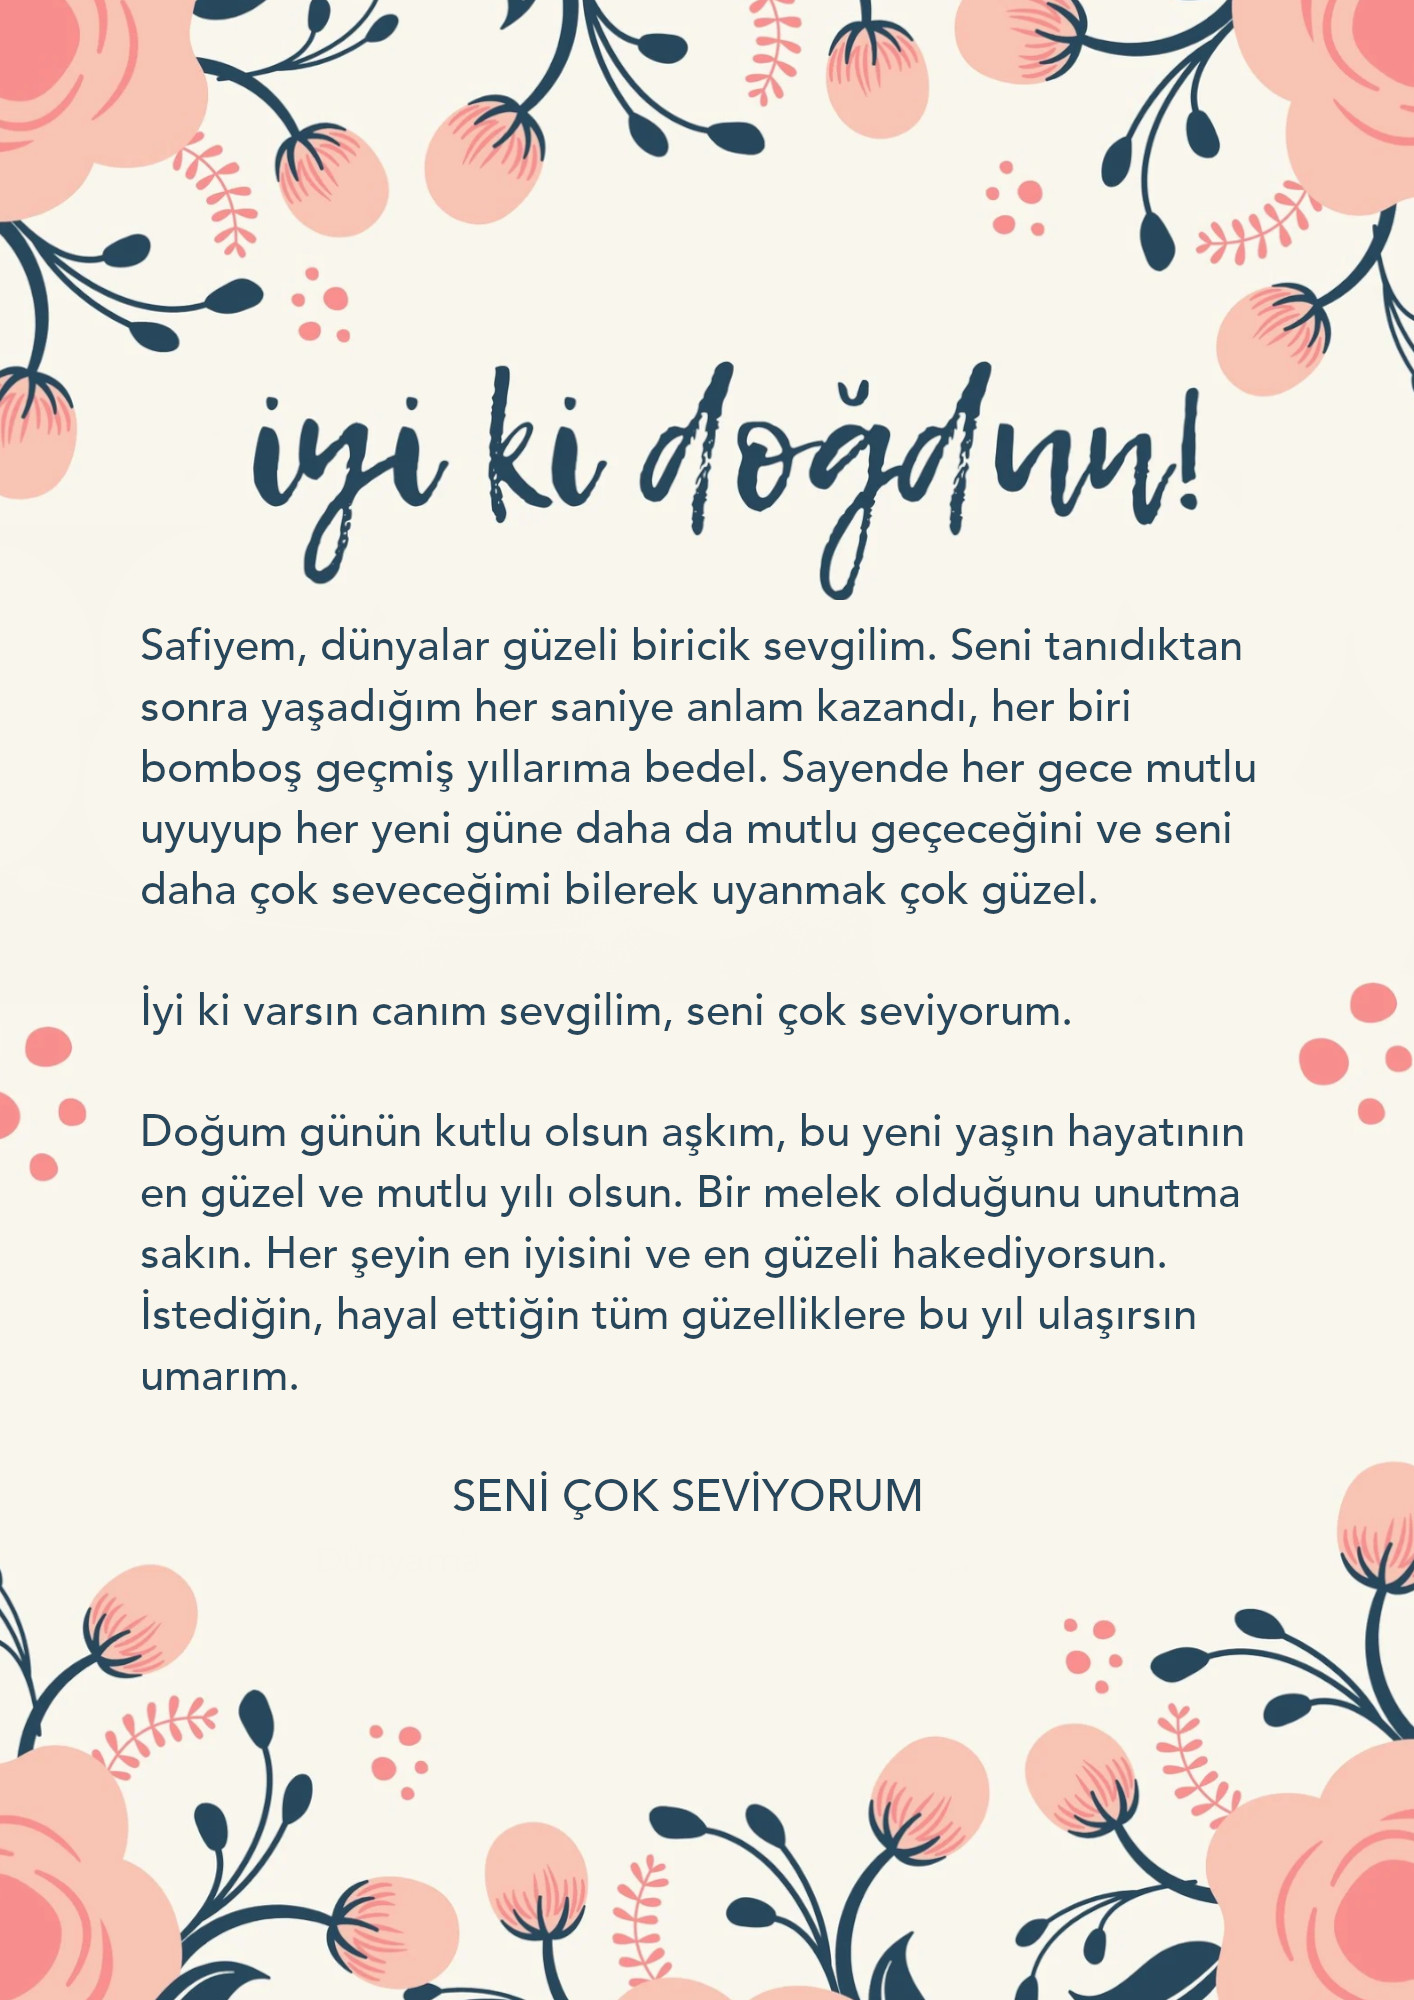 iyi ki doğdun!
Safiyem, dünyalar güzeli biricik sevgilim. Seni tanıdıktan
sonra yaşadığım her saniye anlam kazandı, her biri
bomboş geçmiş yıllarıma bedel. Sayende her gece mutlu
uyuyup her yeni güne daha da mutlu geçeceğini ve seni
daha çok seveceğimi bilerek uyanmak çok güzel.
İyi ki varsın canım sevgilim, seni çok seviyorum.
Doğum günün kutlu olsun aşkım, bu yeni yaşın hayatının
en güzel ve mutlu yılı olsun. Bir melek olduğunu unutma
sakın. Her şeyin en iyisini ve en güzeli hakediyorsun.
İstediğin, hayal ettiğin tüm güzelliklere bu yıl ulaşırsın
umarım.
SENİ ÇOK SEVİYORUM